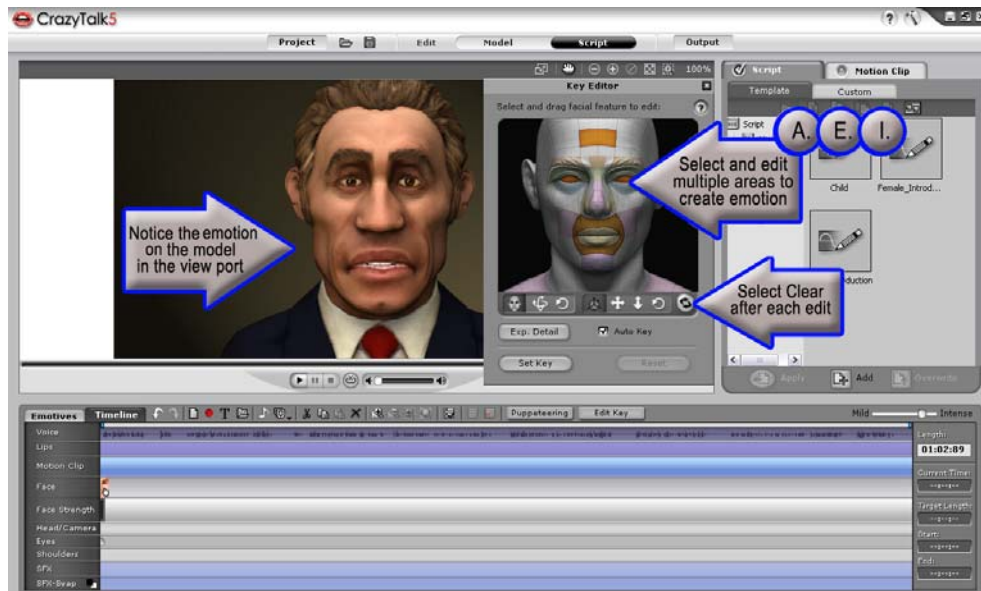 CrazyTalk5
Project Edit Model Script Output
100%
Key Editor
Select and drag facial feature to edit:
Script Motion Clip
Template Custom
Script
A. E. I.
Child Female_Introd...
Select and edit
multiple areas to
create emotion
Notice the emotion
on the model
in the view port
Select Clear
after each edit
Exp. Detail Auto Key
Set Key Reset
Apply Add Overwrite
Emotives Timeline Puppeteering Edit Key Mild Intense
Voice
Lips
Motion Clip
Face
Face Strength
Head/Camera
Eyes
Shoulders
SFX
SFX-Swap
Length:
01:02:89
Current Time:
Target Length:
Start:
End: